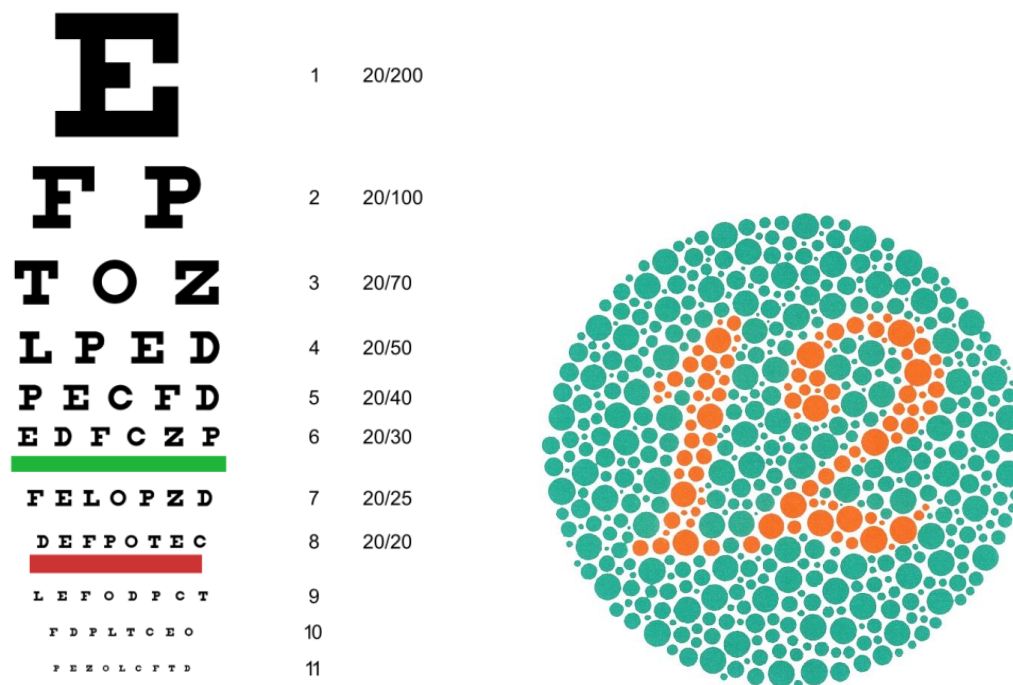 E 1 20/200
F P 2 20/100
T O Z 3 20/70
L P E D 4 20/50
P E C F D 5 20/40
E D F C Z P 6 20/30
F E L O P Z D 7 20/25
D E F P O T E C 8 20/20
L E F O D P C T 9
F D P L T C E O 10
P E Z O L C F T D 11
12